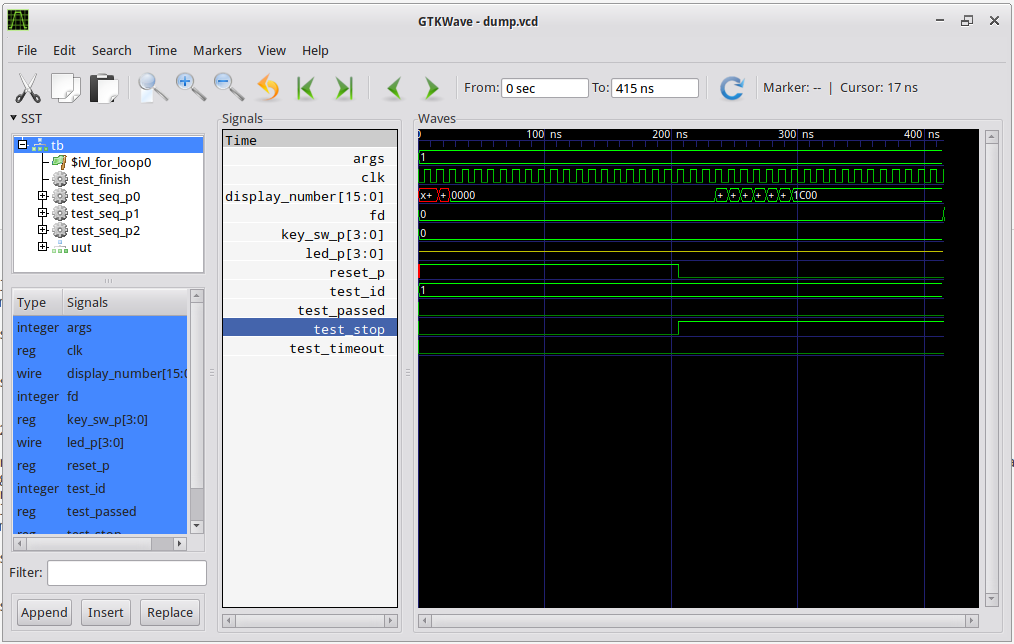 GTKWave - dump.vcd
File Edit Search Time Markers View Help
From: 0 sec To: 415 ns Marker: -- | Cursor: 17 ns
SST
tb
$ivl_for_loop0
test_finish
test_seq_p0
test_seq_p1
test_seq_p2
uut
Type Signals
integer args
reg clk
wire display_number[15:0
integer fd
reg key_sw_p[3:0]
wire led_p[3:0]
reg reset_p
integer test_id
reg test_passed
reg test_stop
Filter:
Append Insert Replace
Signals
Time
args
clk
display_number[15:0]
fd
key_sw_p[3:0]
led_p[3:0]
reset_p
test_id
test_passed
test_stop
test_timeout
Waves
0 100 ns 200 ns 300 ns 400 ns
1
x+ + 0000 + + + + + + 1C00
0
0
1